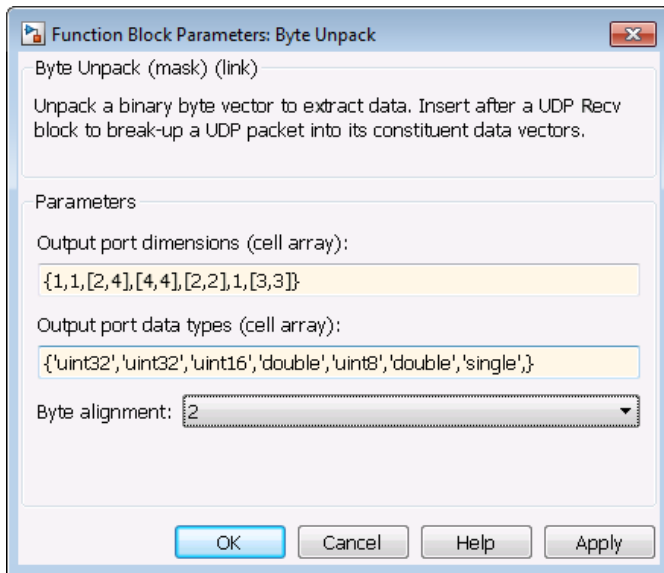 Function Block Parameters: Byte Unpack
Byte Unpack (mask) (link)
Unpack a binary byte vector to extract data. Insert after a UDP Recv
block to break-up a UDP packet into its constituent data vectors.
Parameters
Output port dimensions (cell array):
{1,1,[2,4],[4,4],[2,2],1,[3,3]}
Output port data types (cell array):
{'uint32','uint32','uint16','double','uint8','double','single',}
Byte alignment: 2
OK Cancel Help Apply